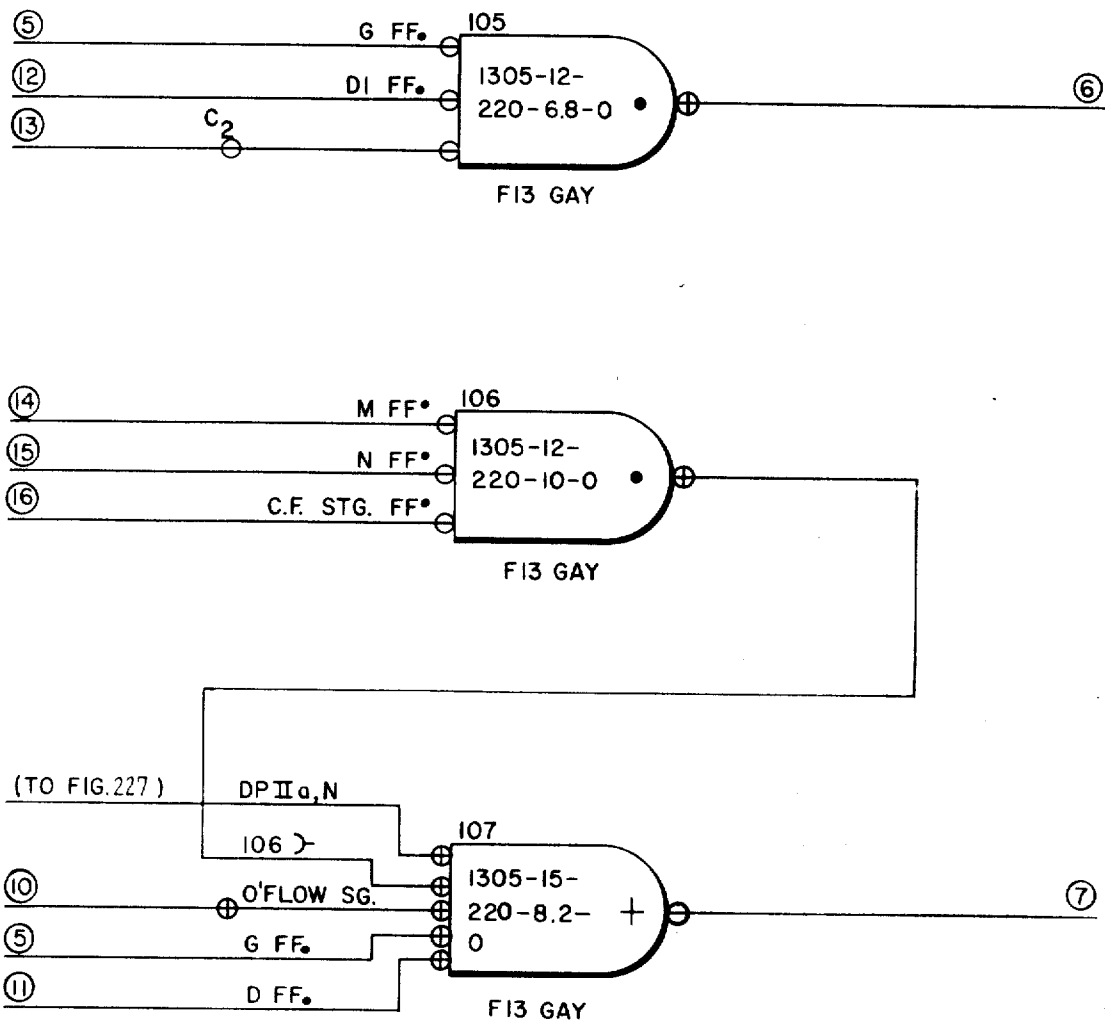 ⑤ G FF. 105
⑫ D1 FF. 1305-12-
220-6.8-0 ⑥
⑬ C2
F13 GAY
⑭ M FF• 106
⑮ N FF• 1305-12-
220-10-0
⑯ C.F. STG. FF•
F13 GAY
(TO FIG.227) DP II a, N
107
106
1305-15-
⑩ O'FLOW SG. 220-8.2- + ⑦
⑤ G FF. 0
⑪ D FF.
F13 GAY